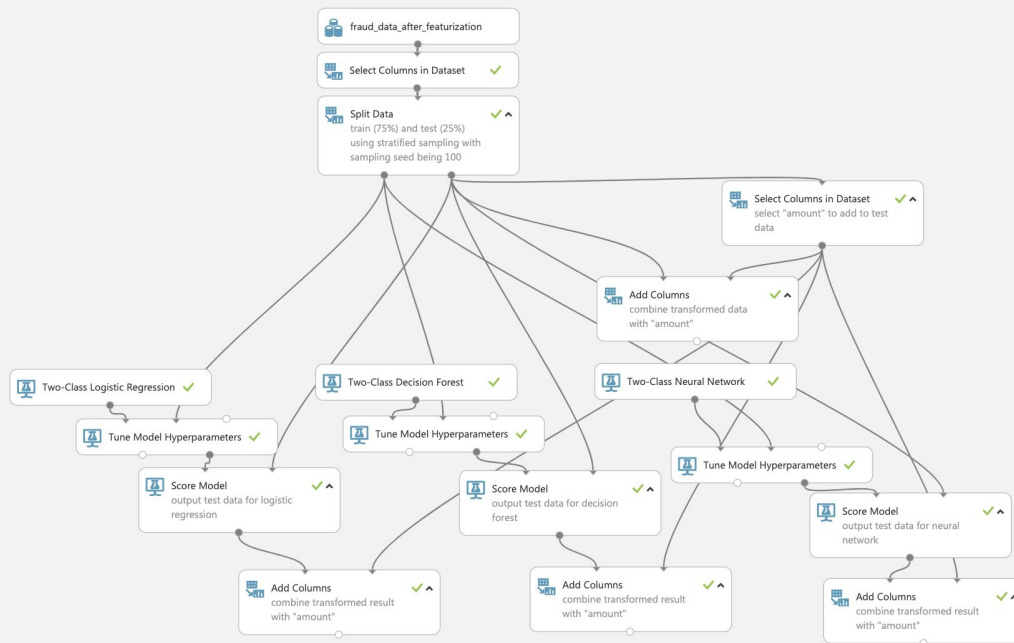 fraud_data_after_featurization
Select Columns in Dataset
Split Data
train (75%) and test (25%)
using stratified sampling with
sampling seed being 100
Select Columns in Dataset
select "amount" to add to test
data
Add Columns
combine transformed data
with "amount"
Two-Class Logistic Regression
Two-Class Decision Forest
Two-Class Neural Network
Tune Model Hyperparameters
Tune Model Hyperparameters
Tune Model Hyperparameters
Score Model
output test data for logistic
regression
Score Model
output test data for decision
forest
Score Model
output test data for neural
network
Add Columns
combine transformed result
with "amount"
Add Columns
combine transformed result
with "amount"
Add Columns
combine transformed result
with "amount"